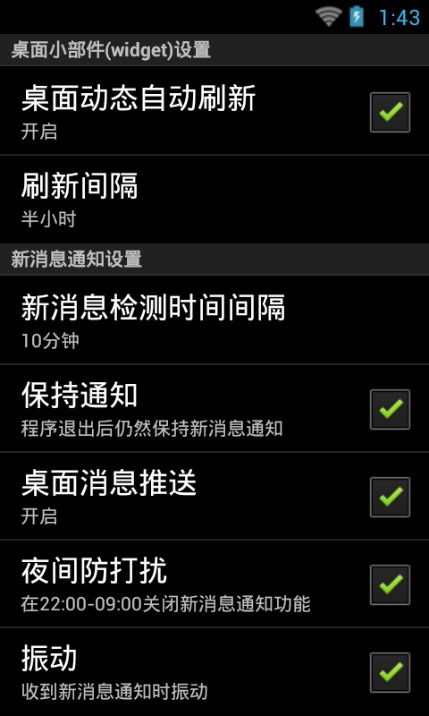 1:43
桌面小部件(widget)设置
桌面动态自动刷新
开启
刷新间隔
半小时
新消息通知设置
新消息检测时间间隔
10分钟
保持通知
程序退出后仍然保持新消息通知
桌面消息推送
开启
夜间防打扰
在22:00-09:00关闭新消息通知功能
振动
收到新消息通知时振动